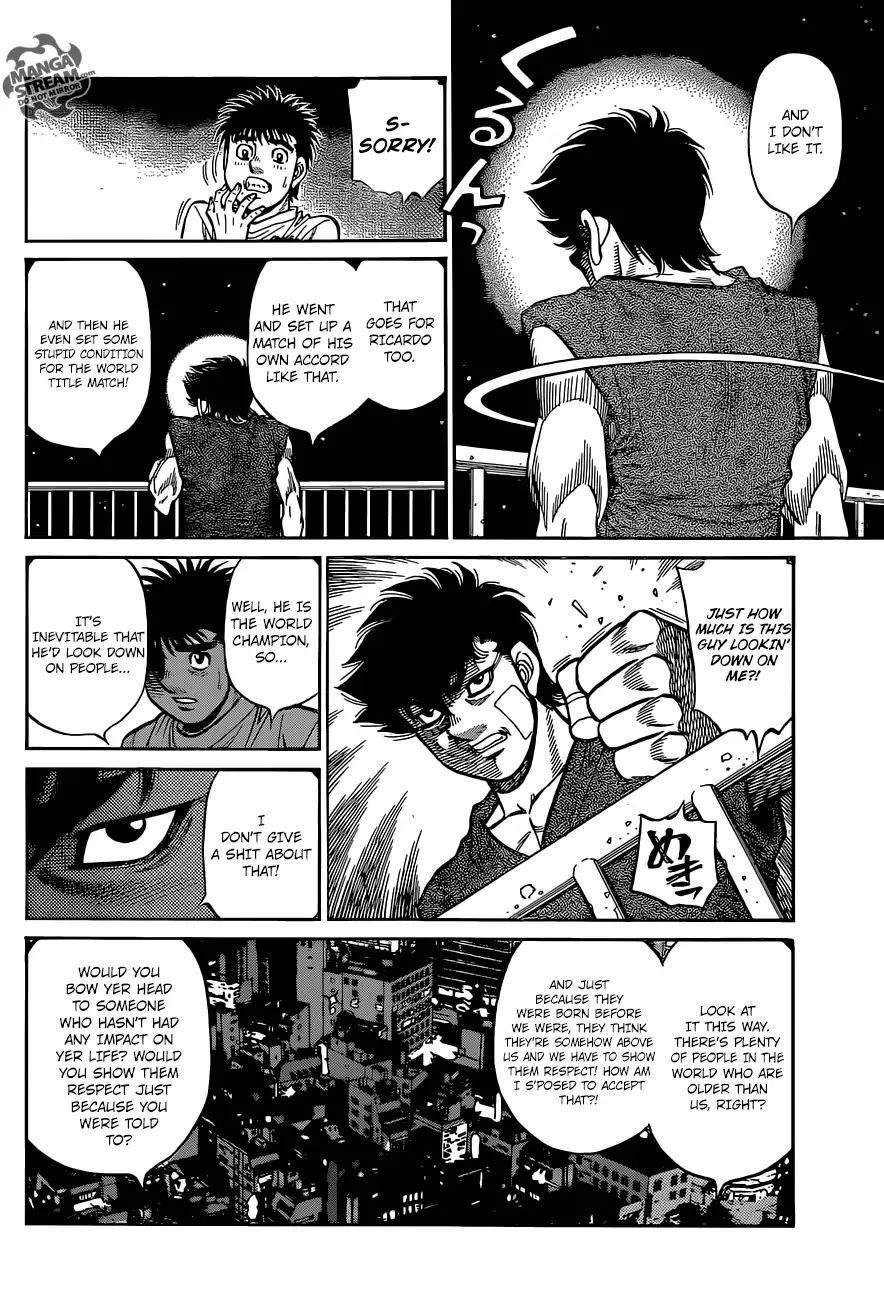 MANGA
STREAM.com
DO NOT MIRROR
AND
I DON'T
LIKE IT.
くるん、
S-
SORRY!
THAT
GOES FOR
RICARDO
TOO.
HE WENT
AND SET UP A
MATCH OF HIS
OWN ACCORD
LIKE THAT.
AND THEN HE
EVEN SET SOME
STUPID CONDITION
FOR THE WORLD
TITLE MATCH!
JUST HOW
MUCH IS THIS
GUY LOOKIN'
DOWN ON
ME?!
めきっ
WELL, HE IS
THE WORLD
CHAMPION,
SO...
IT'S
INEVITABLE THAT
HE'D LOOK DOWN
ON PEOPLE...
I
DON'T GIVE
A SHIT ABOUT
THAT!
LOOK AT
IT THIS WAY.
THERE'S PLENTY
OF PEOPLE IN THE
WORLD WHO ARE
OLDER THAN
US, RIGHT?
AND JUST
BECAUSE THEY
WERE BORN BEFORE
WE WERE, THEY THINK
THEY'RE SOMEHOW ABOVE
US AND WE HAVE TO SHOW
THEM RESPECT! HOW AM
I S'POSED TO ACCEPT
THAT?!
WOULD YOU
BOW YER HEAD
TO SOMEONE
WHO HASN'T HAD
ANY IMPACT ON
YER LIFE? WOULD
YOU SHOW THEM
RESPECT JUST
BECAUSE YOU
WERE TOLD
TO?